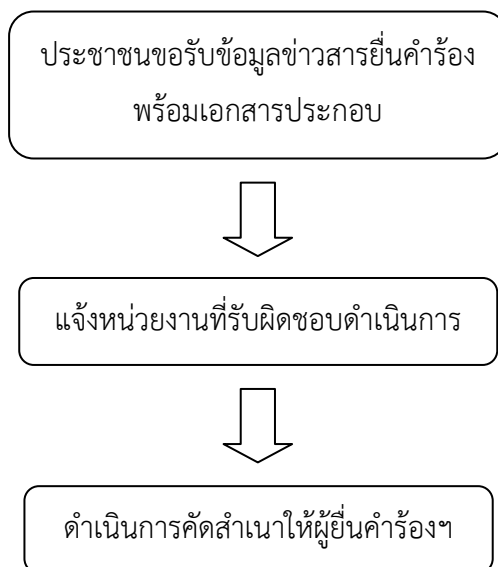 ประชาชนขอรับข้อมูลข่าวสารยื่นคำร้อง
พร้อมเอกสารประกอบ
แจ้งหน่วยงานที่รับผิดชอบดำเนินการ
ดำเนินการคัดสำเนาให้ผู้ยื่นคำร้องฯ